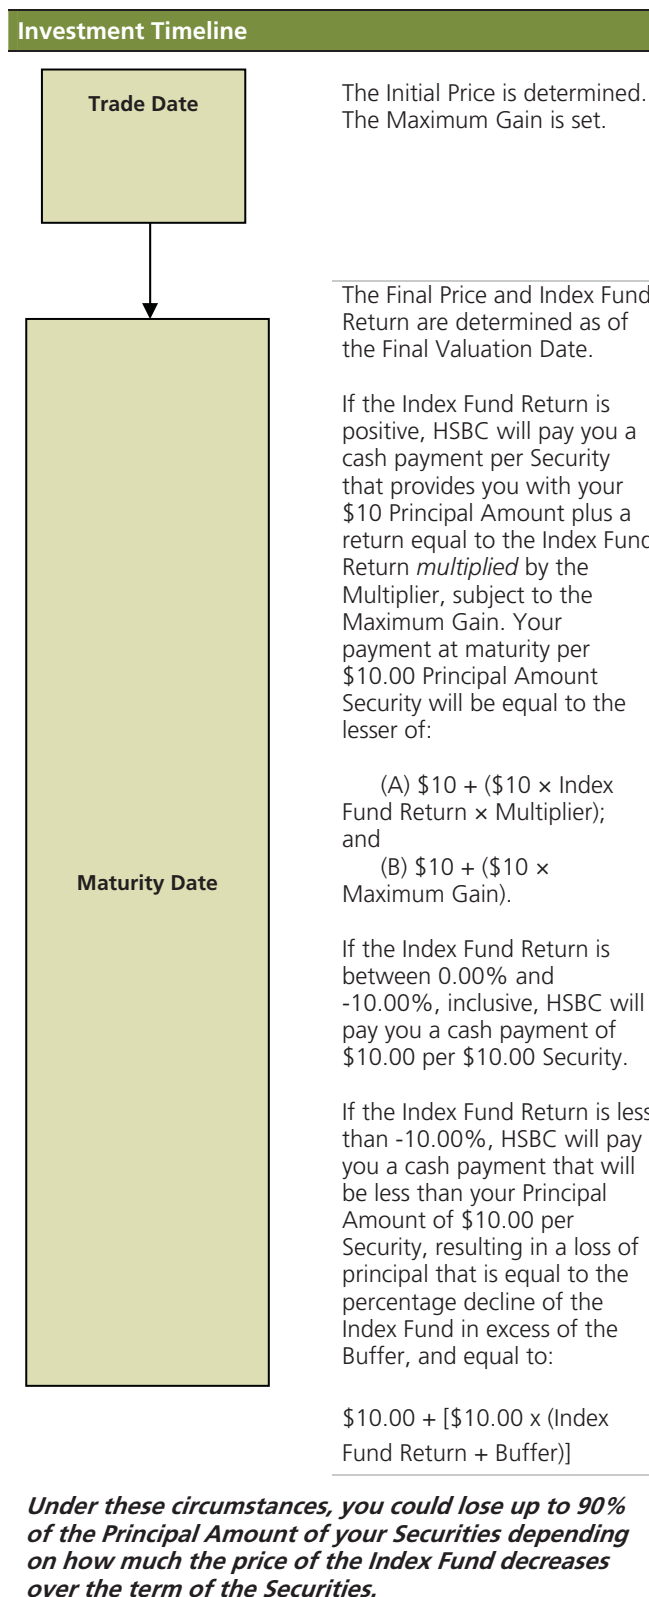 Investment Timeline
Trade Date
The Initial Price is determined.
The Maximum Gain is set.
The Final Price and Index Fund
Return are determined as of
the Final Valuation Date.
If the Index Fund Return is
positive, HSBC will pay you a
cash payment per Security
that provides you with your
$10 Principal Amount plus a
return equal to the Index Fund
Return multiplied by the
Multiplier, subject to the
Maximum Gain. Your
payment at maturity per
$10.00 Principal Amount
Security will be equal to the
lesser of:
(A) $10 + ($10 × Index
Fund Return × Multiplier);
and
(B) $10 + ($10 ×
Maximum Gain).
Maturity Date
If the Index Fund Return is
between 0.00% and
-10.00%, inclusive, HSBC will
pay you a cash payment of
$10.00 per $10.00 Security.
If the Index Fund Return is less
than -10.00%, HSBC will pay
you a cash payment that will
be less than your Principal
Amount of $10.00 per
Security, resulting in a loss of
principal that is equal to the
percentage decline of the
Index Fund in excess of the
Buffer, and equal to:
$10.00 + [$10.00 x (Index
Fund Return + Buffer)]
Under these circumstances, you could lose up to 90%
of the Principal Amount of your Securities depending
on how much the price of the Index Fund decreases
over the term of the Securities.